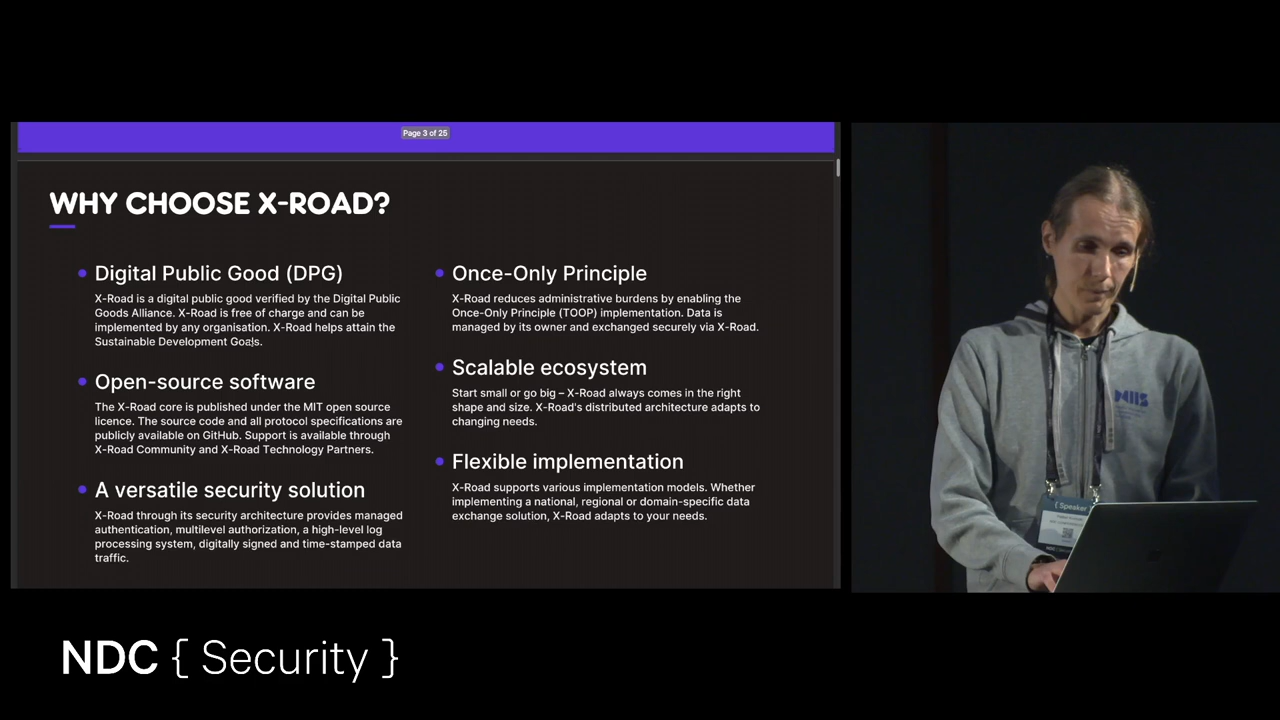 Page 3 of 25
WHY CHOOSE X-ROAD?
Digital Public Good (DPG)
X-Road is a digital public good verified by the Digital Public
Goods Alliance. X-Road is free of charge and can be
implemented by any organisation. X-Road helps attain the
Sustainable Development Goals.
Open-source software
The X-Road core is published under the MIT open source
licence. The source code and all protocol specifications are
publicly available on GitHub. Support is available through
X-Road Community and X-Road Technology Partners.
A versatile security solution
X-Road through its security architecture provides managed
authentication, multilevel authorization, a high-level log
processing system, digitally signed and time-stamped data
traffic.
Once-Only Principle
X-Road reduces administrative burdens by enabling the
Once-Only Principle (TOOP) implementation. Data is
managed by its owner and exchanged securely via X-Road.
Scalable ecosystem
Start small or go big – X-Road always comes in the right
shape and size. X-Road's distributed architecture adapts to
changing needs.
Flexible implementation
X-Road supports various implementation models. Whether
implementing a national, regional or domain-specific data
exchange solution, X-Road adapts to your needs.
NIIS
{ Speaker }
NDC { Security }